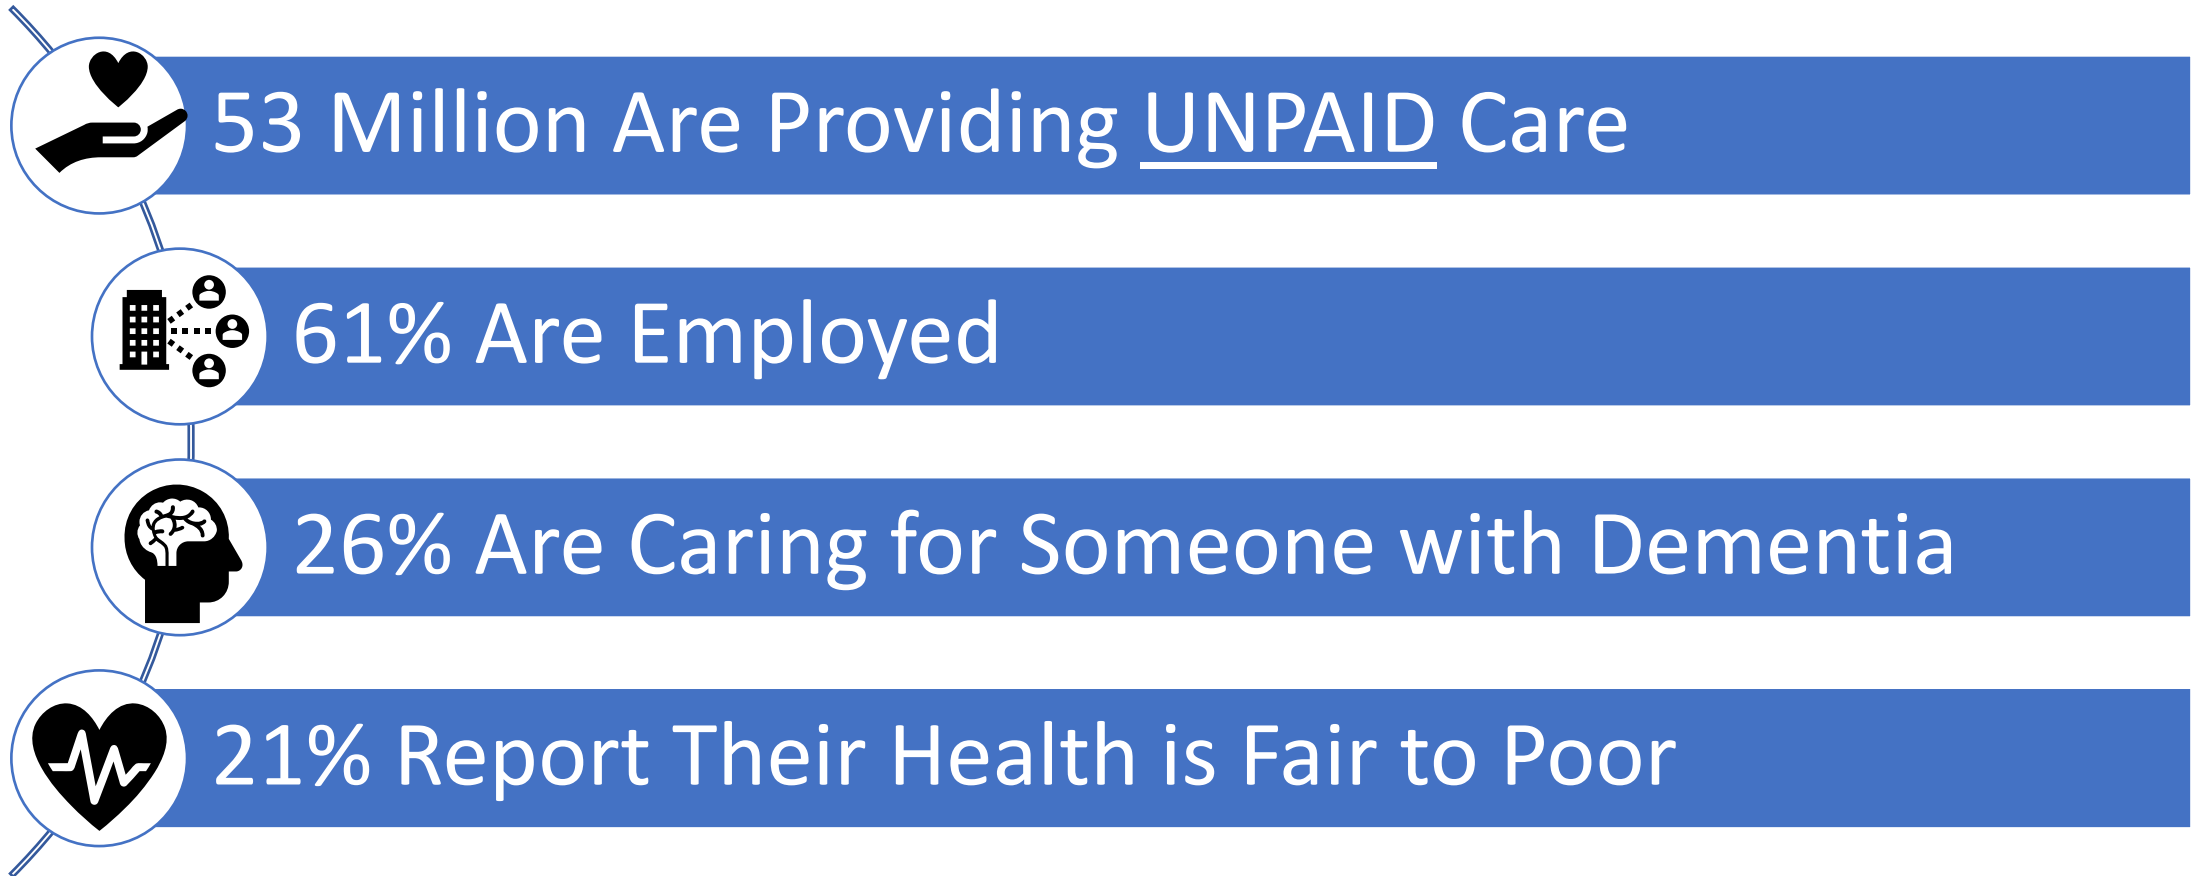 53 Million Are Providing UNPAID Care
61% Are Employed
26% Are Caring for Someone with Dementia
21% Report Their Health is Fair to Poor